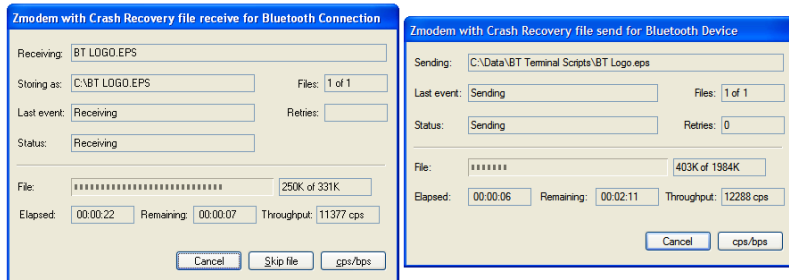 Zmodem with Crash Recovery file receive for Bluetooth Connection
Receiving: BT LOGO.EPS
Storing as: C:\BT LOGO.EPS Files: 1 of 1
Last event: Receiving Retries:
Status: Receiving
File: 250K of 331K
Elapsed: 00:00:22 Remaining: 00:00:07 Throughput: 11377 cps
Cancel Skip file cps/bps
Zmodem with Crash Recovery file send for Bluetooth Device
Sending: C:\Data\BT Terminal Scripts\BT Logo.eps
Last event: Sending Files: 1 of 1
Status: Sending Retries: 0
File: 403K of 1984K
Elapsed: 00:00:06 Remaining: 00:02:11 Throughput: 12288 cps
Cancel cps/bps